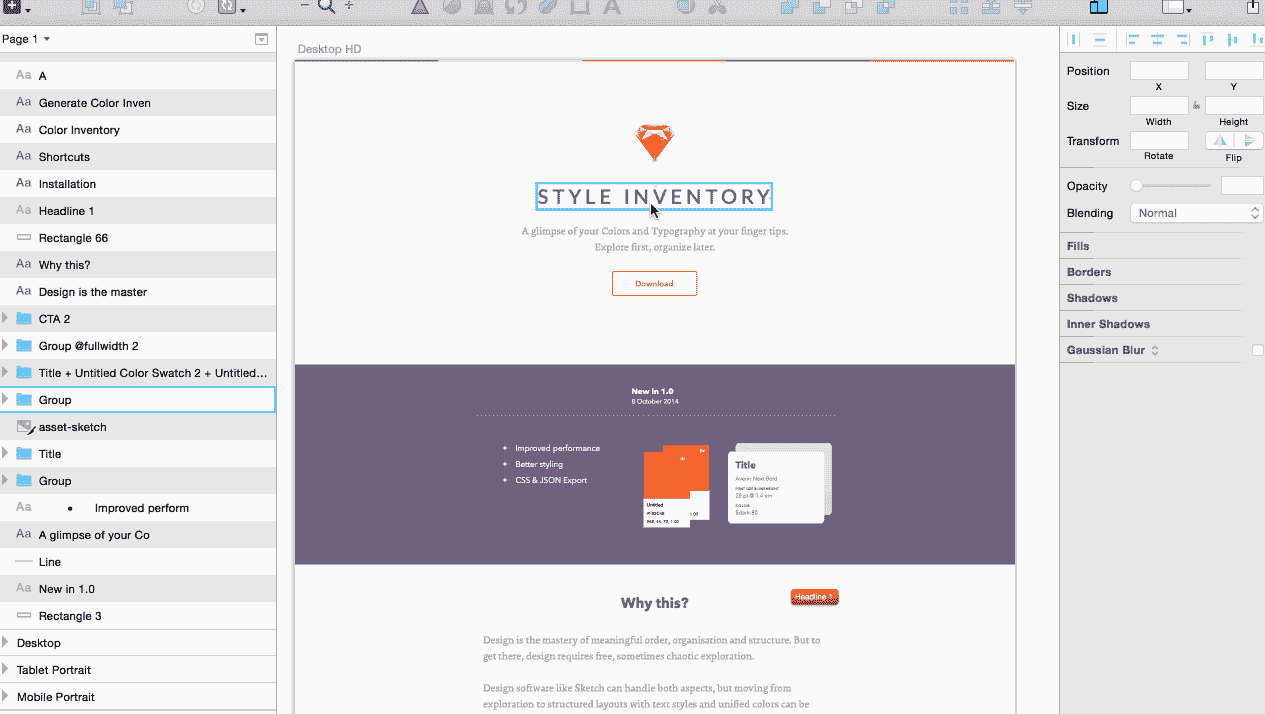 Page 1
Aa A
Aa Generate Color Inven
Aa Color Inventory
Aa Shortcuts
Aa Installation
Aa Headline 1
Rectangle 66
Aa Why this?
Aa Design is the master
CTA 2
Group @fullwidth 2
Title + Untitled Color Swatch 2 + Untitled...
Group
asset-sketch
Title
Group
Aa • Improved perform
Aa A glimpse of your Co
Line
Aa New in 1.0
Rectangle 3
Desktop
Tablet Portrait
Mobile Portrait
Desktop HD
STYLE INVENTORY
A glimpse of your Colors and Typography at your finger tips.
Explore first, organize later.
Download
New in 1.0
8 October 2014
• Improved performance
• Better styling
• CSS & JSON Export
Untitled
1.00
Title
Avenir Next Bold
28 pt @ 1.4 em
COLOR
Sdark-80
Why this?
Headline 1
Design is the mastery of meaningful order, organisation and structure. But to
get there, design requires free, sometimes chaotic exploration.
Design software like Sketch can handle both aspects, but moving from
exploration to structured layouts with text styles and unified colors can be
Position
X
Y
Size
Width
Height
Transform
Rotate
Flip
Opacity
Blending
Normal
Fills
Borders
Shadows
Inner Shadows
Gaussian Blur